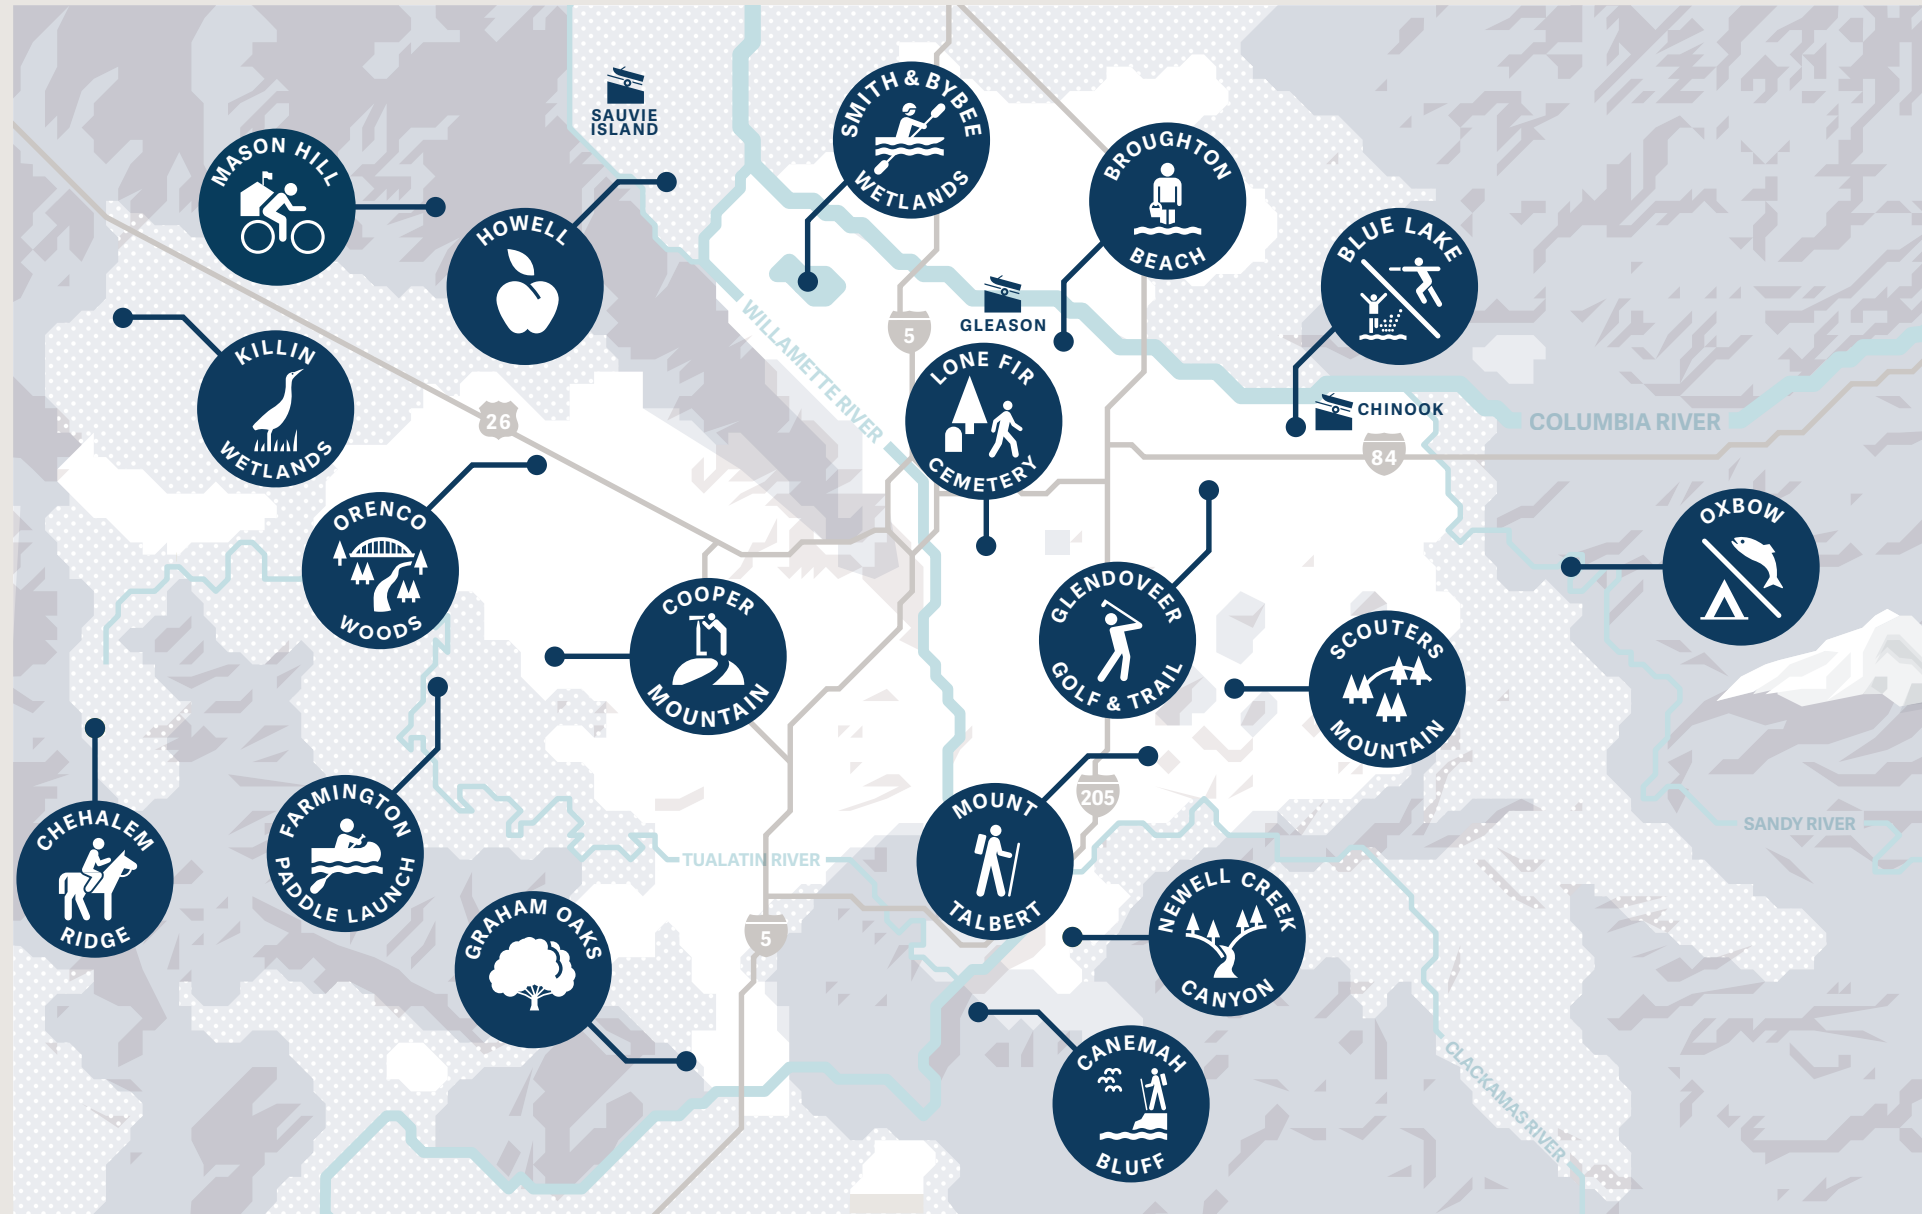 SAUVIE
ISLAND
SMITH & BYBEE
WETLANDS
MASON HILL
BROUGHTON
BEACH
HOWELL
BLUE LAKE
GLEASON
5
WILLAMETTE RIVER
KILLIN
WETLANDS
LONE FIR
CEMETERY
26
CHINOOK
COLUMBIA RIVER
84
ORENCO
WOODS
OXBOW
COOPER
MOUNTAIN
GLENDOVEER
GOLF & TRAIL
SCOUTERS
MOUNTAIN
205
CHEHALEM
RIDGE
FARMINGTON
PADDLE LAUNCH
MOUNT
TALBERT
SANDY RIVER
TUALATIN RIVER
GRAHAM OAKS
5
NEWELL CREEK
CANYON
CANEMAH
BLUFF
CLACKAMAS RIVER